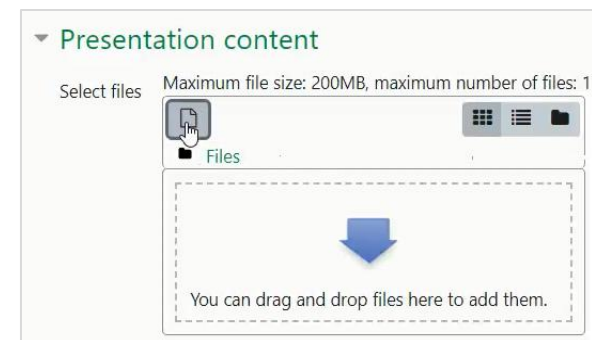 Presentation content
Select files
Maximum file size: 200MB, maximum number of files: 1
Files
You can drag and drop files here to add them.